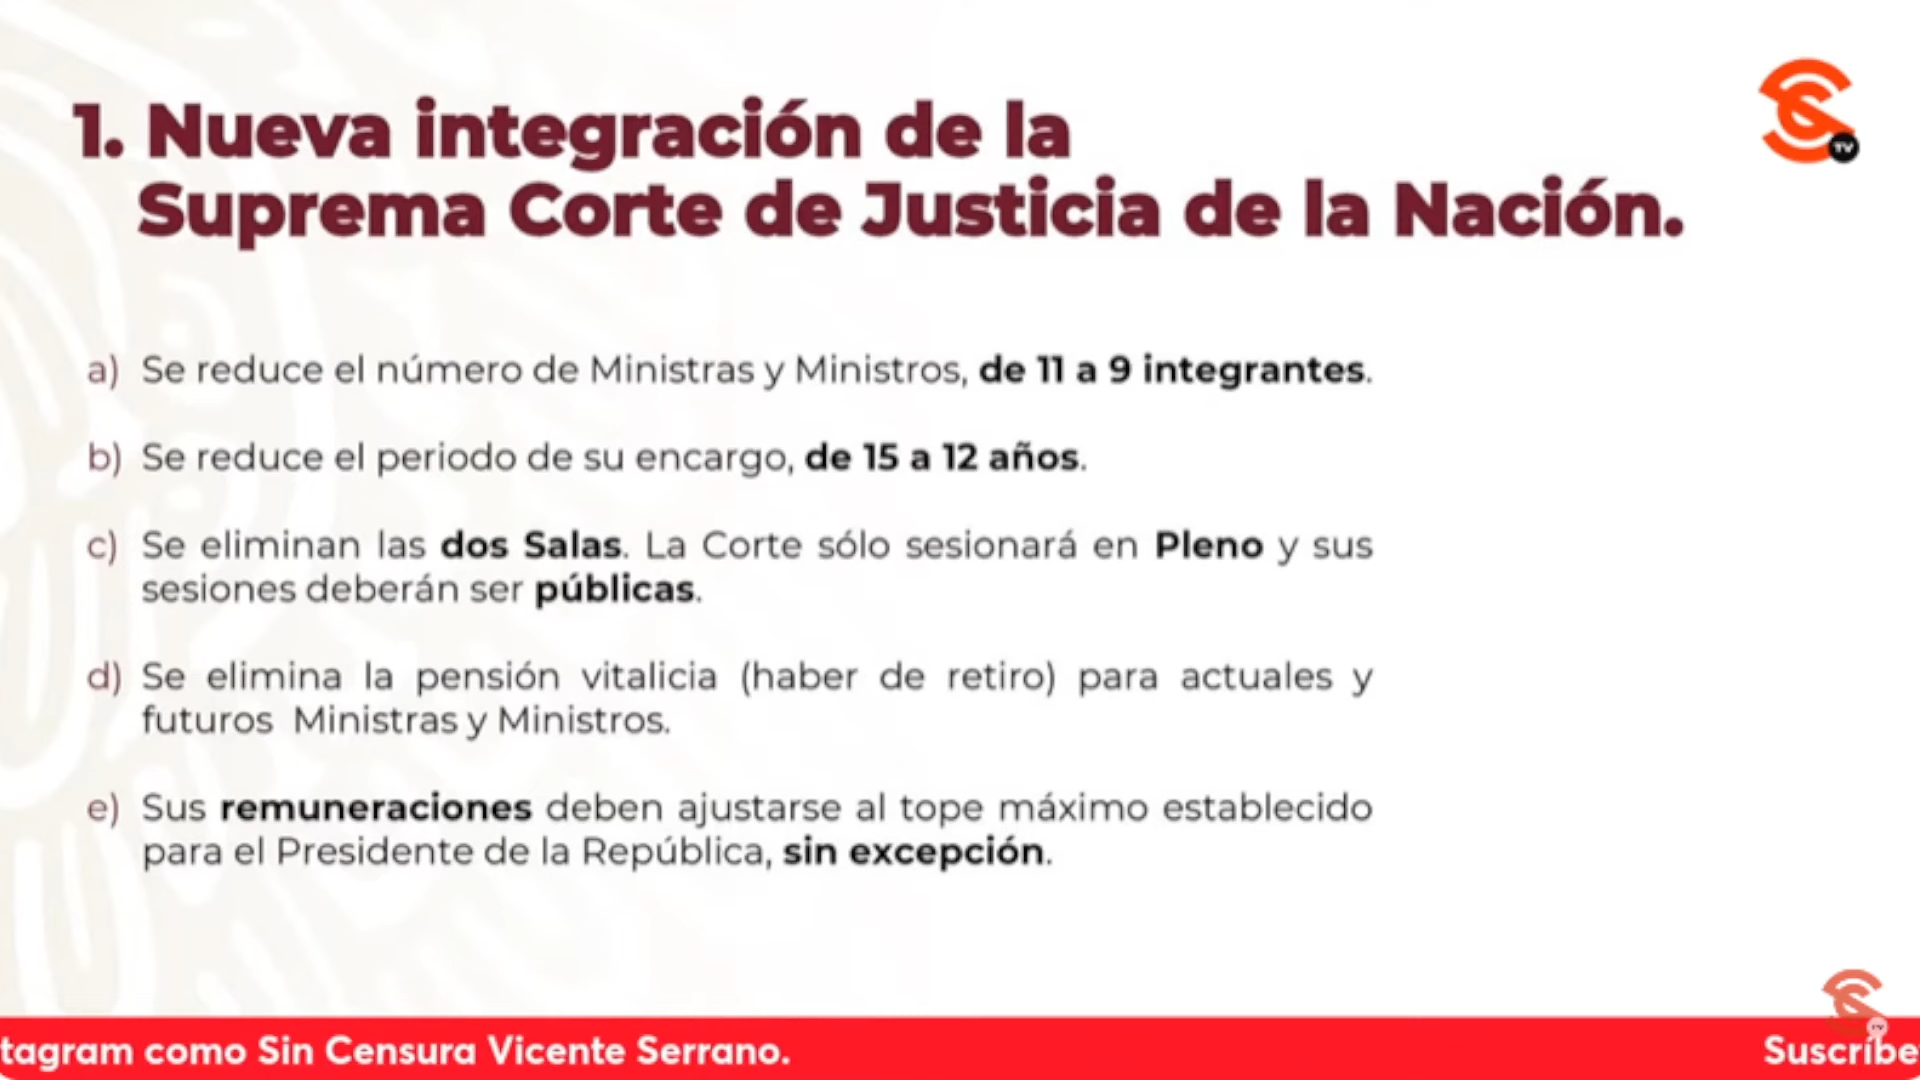 1. Nueva integración de la
Suprema Corte de Justicia de la Nación.
TV
a) Se reduce el número de Ministras y Ministros, de 11 a 9 integrantes.
b) Se reduce el periodo de su encargo, de 15 a 12 años.
c) Se eliminan las dos Salas. La Corte sólo sesionará en Pleno y sus
sesiones deberán ser públicas.
d) Se elimina la pensión vitalicia (haber de retiro) para actuales y
futuros Ministras y Ministros.
e) Sus remuneraciones deben ajustarse al tope máximo establecido
para el Presidente de la República, sin excepción.
TV
tagram como Sin Censura Vicente Serrano.
Suscríbe